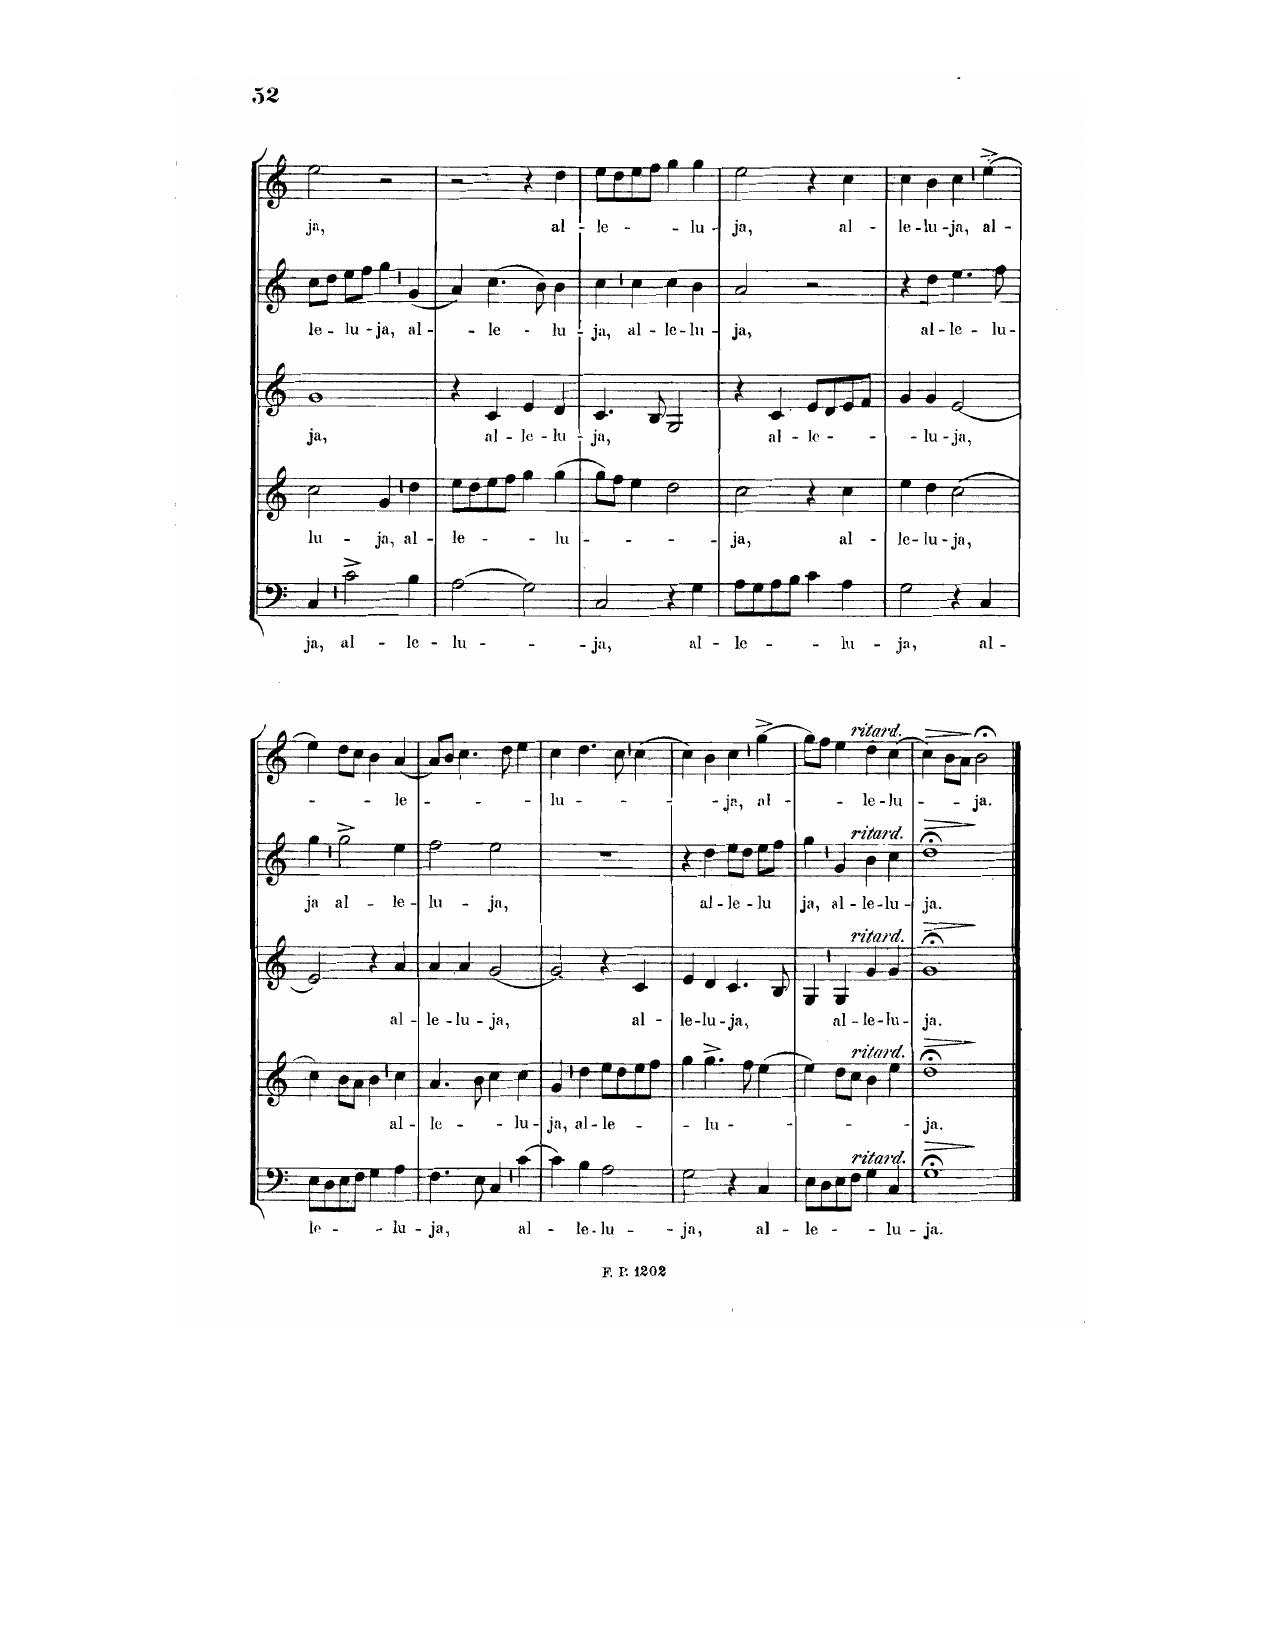 52
ja, al - le - - lu - ja, al - le - lu - ja, al -
le - lu - ja, al - - le - lu - ja, al - le - lu - ja, al - le - lu -
ja, al - le - lu - ja, al - le - - - lu - ja,
lu - ja, al - le - - lu - - - - ja, al - le - lu - ja,
ja, al - le - lu - - ja, al - le - - lu - ja, al -
ritard.
- - - le - - - lu - - - - ja, al - - le - lu - - ja.
ritard.
ja al - le - lu - ja, al - le - lu ja, al - le - lu - ja.
ritard.
al - le - lu - ja, al - le - lu - ja, al - le - lu - ja.
ritard.
al - le - - lu - ja, al - le - - lu - - - - ja.
ritard.
le - - lu - ja, al - le - lu - - ja, al - le - - lu - ja.
F. P. 1202